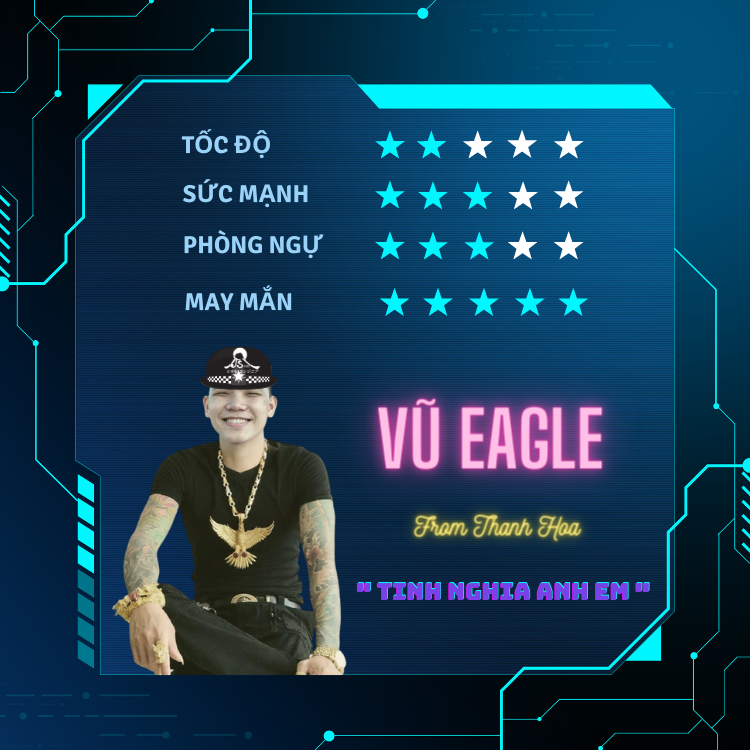 TỐC ĐỘ
SỨC MẠNH
PHÒNG NGỰ
MAY MẮN
VŨ EAGLE
From Thanh Hoa
" TINH NGHIA ANH EM "